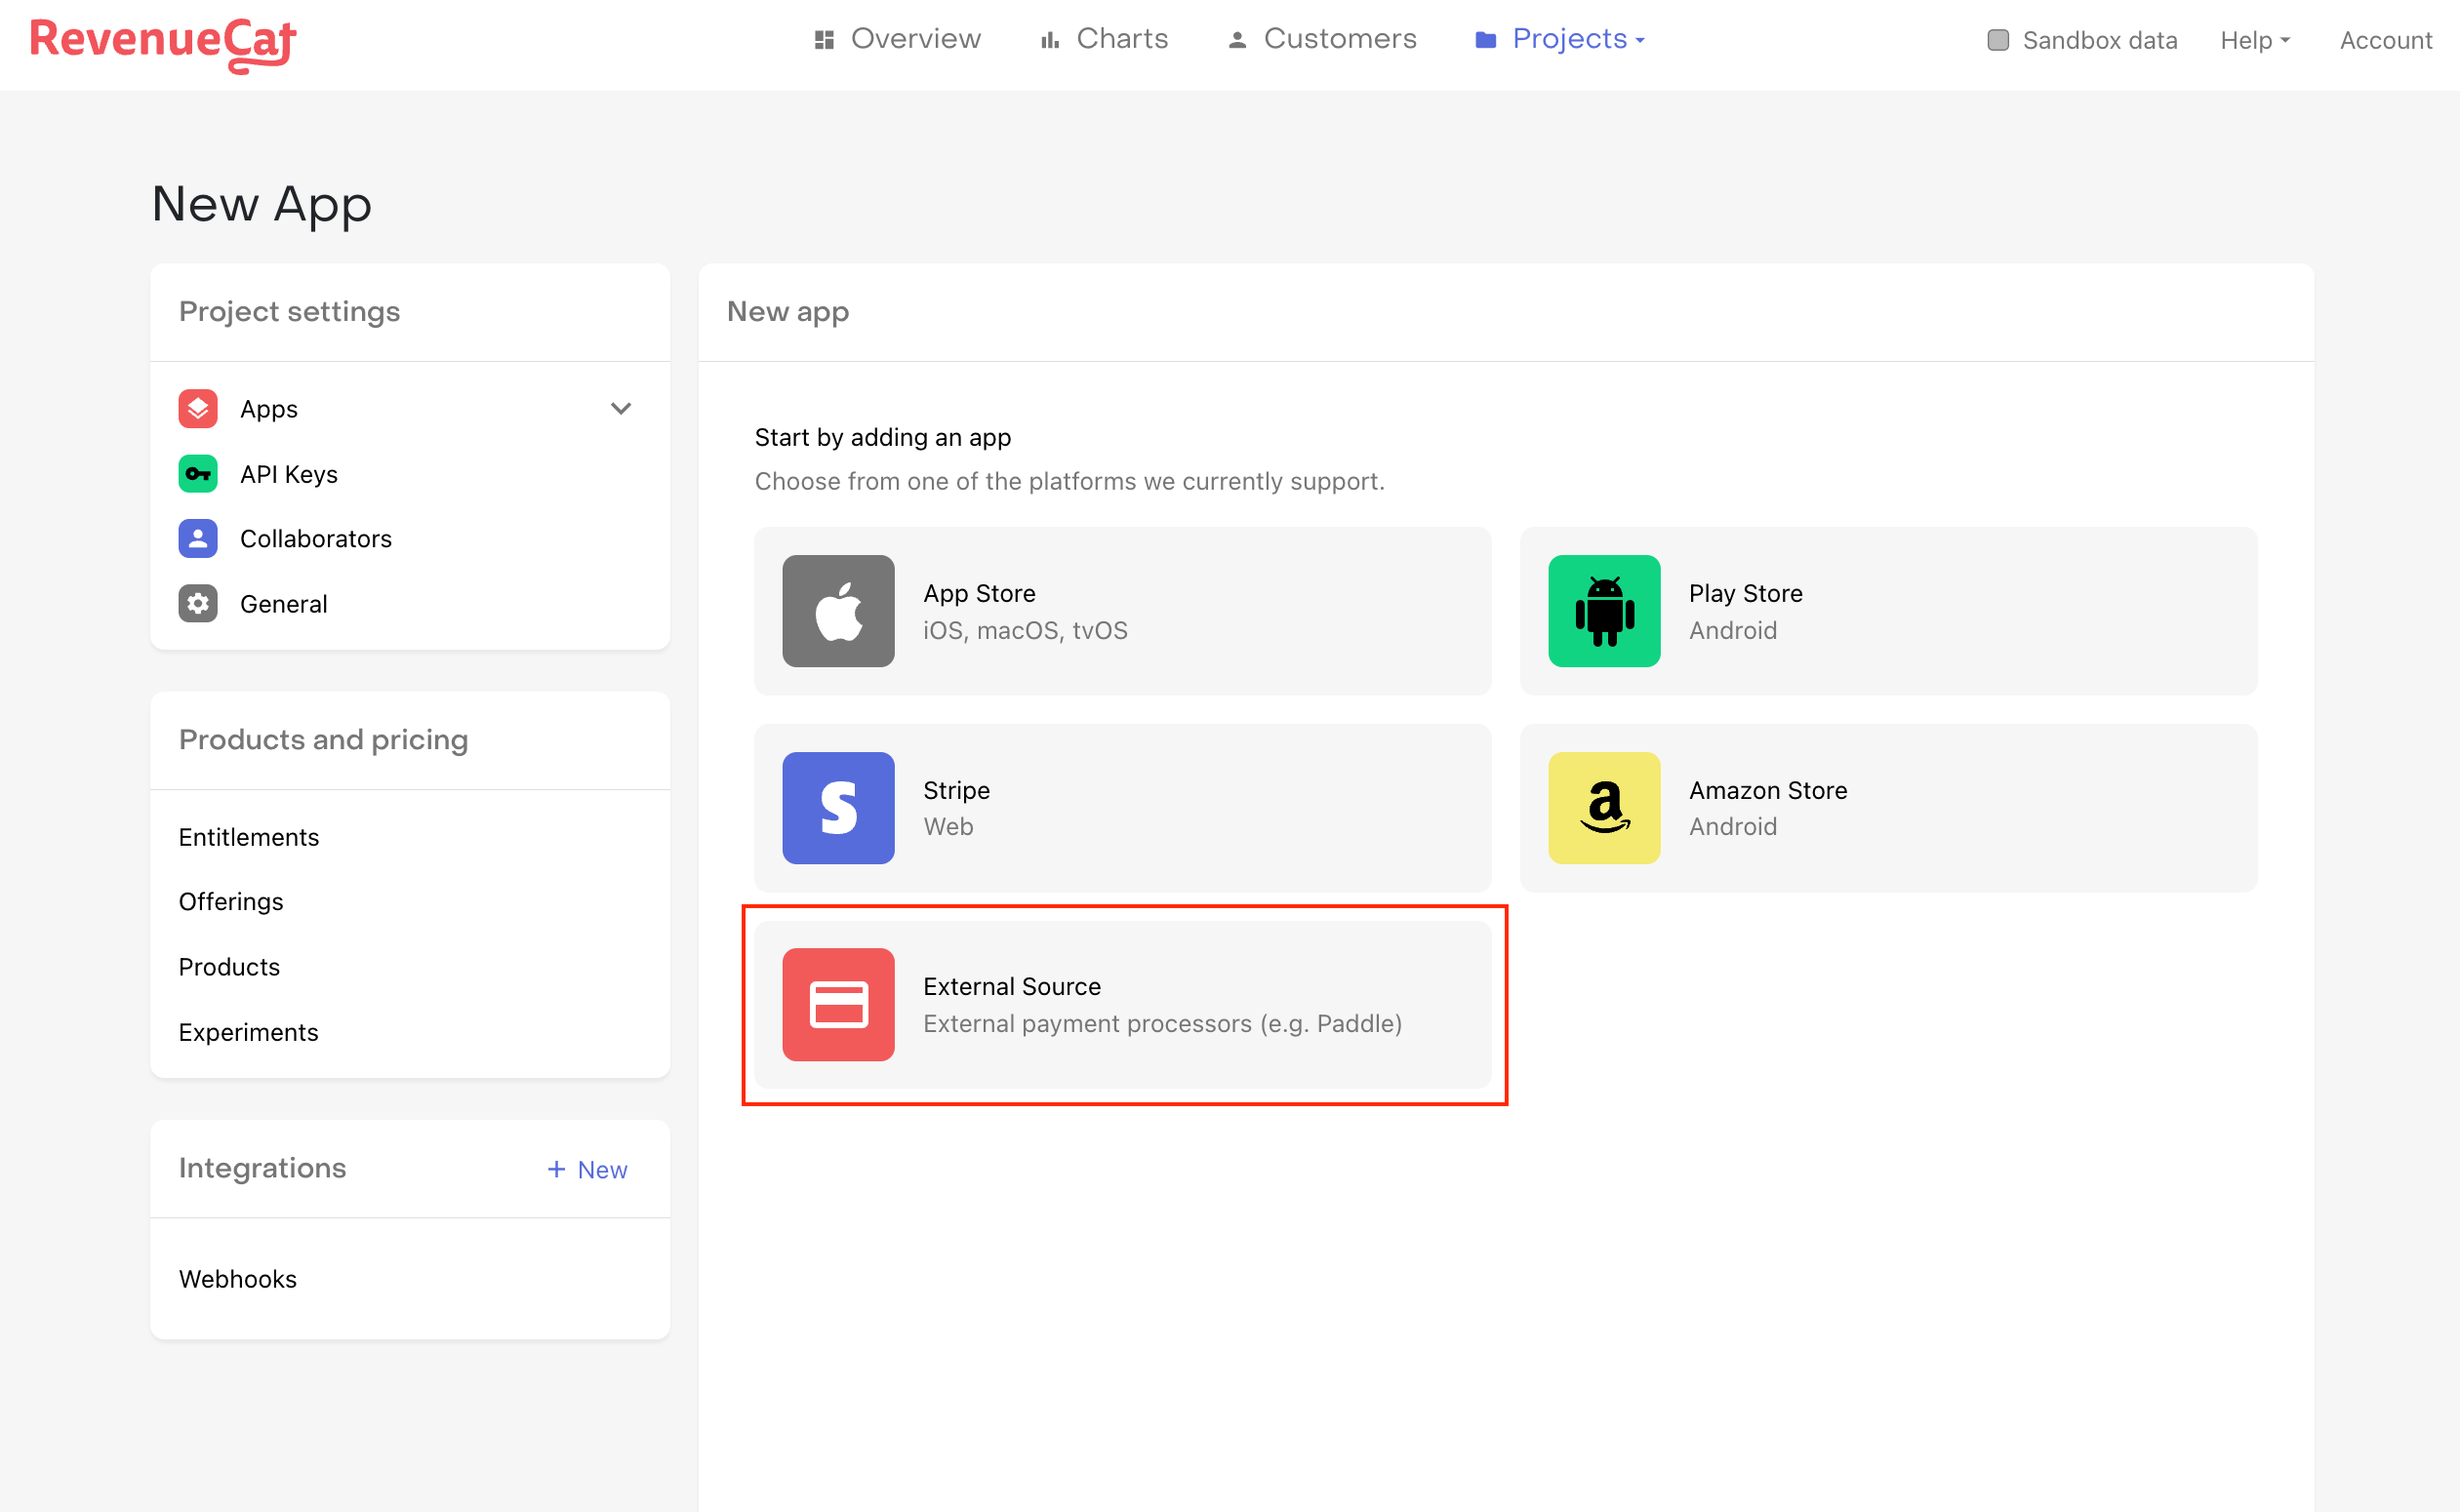 RevenueCat
Overview
Charts
Customers
Projects
Sandbox data
Help
Account
New App
Project settings
Apps
API Keys
Collaborators
General
Products and pricing
Entitlements
Offerings
Products
Experiments
Integrations
+ New
Webhooks
New app
Start by adding an app
Choose from one of the platforms we currently support.
App Store
iOS, macOS, tvOS
Play Store
Android
Stripe
Web
Amazon Store
Android
External Source
External payment processors (e.g. Paddle)